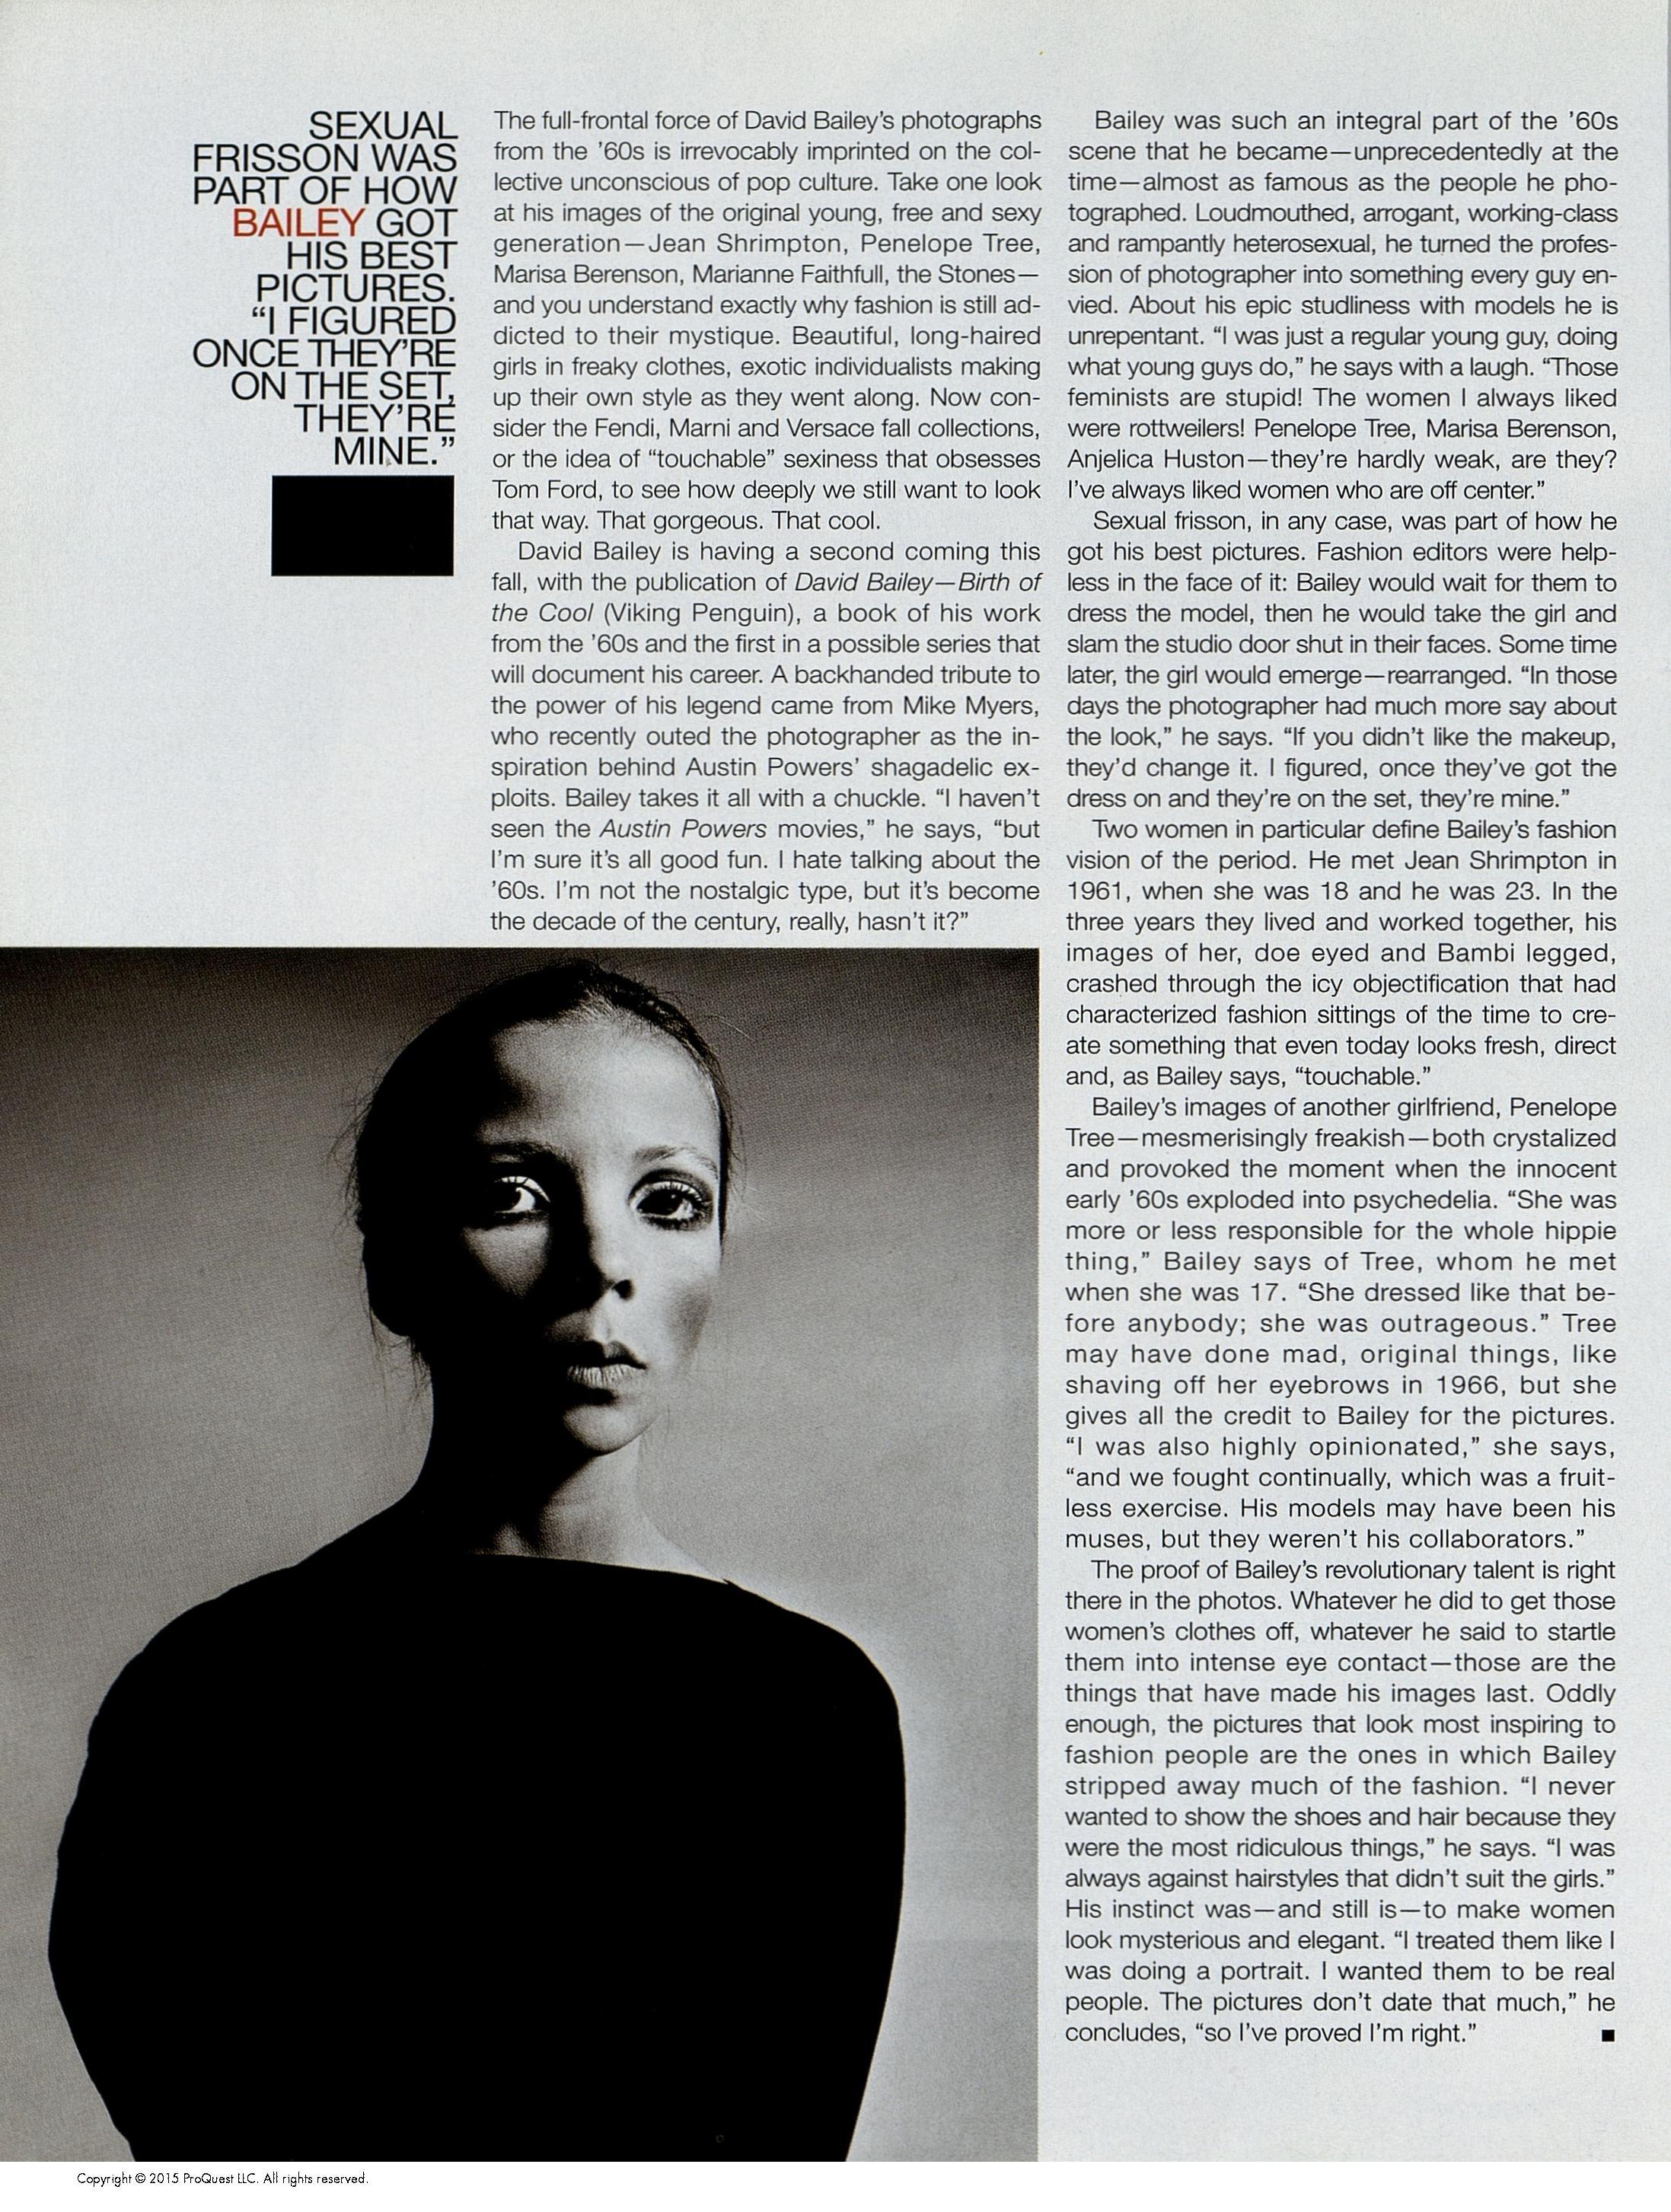 SEXUAL
FRISSON WAS
PART OF HOW
BAILEY GOT
HIS BEST
PICTURES.
“I FIGURED
ONCE THEY’RE
ON THE SET,
THEY’RE
MINE.”
The full-frontal force of David Bailey’s photographs
from the ’60s is irrevocably imprinted on the col-
lective unconscious of pop culture. Take one look
at his images of the original young, free and sexy
generation—Jean Shrimpton, Penelope Tree,
Marisa Berenson, Marianne Faithfull, the Stones—
and you understand exactly why fashion is still ad-
dicted to their mystique. Beautiful, long-haired
girls in freaky clothes, exotic individualists making
up their own style as they went along. Now con-
sider the Fendi, Marni and Versace fall collections,
or the idea of “touchable” sexiness that obsesses
Tom Ford, to see how deeply we still want to look
that way. That gorgeous. That cool.
David Bailey is having a second coming this
fall, with the publication of David Bailey—Birth of
the Cool (Viking Penguin), a book of his work
from the ’60s and the first in a possible series that
will document his career. A backhanded tribute to
the power of his legend came from Mike Myers,
who recently outed the photographer as the in-
spiration behind Austin Powers’ shagadelic ex-
ploits. Bailey takes it all with a chuckle. “I haven’t
seen the Austin Powers movies,” he says, “but
I’m sure it’s all good fun. I hate talking about the
’60s. I’m not the nostalgic type, but it’s become
the decade of the century, really, hasn’t it?”
Bailey was such an integral part of the ’60s
scene that he became—unprecedentedly at the
time—almost as famous as the people he pho-
tographed. Loudmouthed, arrogant, working-class
and rampantly heterosexual, he turned the profes-
sion of photographer into something every guy en-
vied. About his epic studliness with models he is
unrepentant. “I was just a regular young guy, doing
what young guys do,” he says with a laugh. “Those
feminists are stupid! The women I always liked
were rottweilers! Penelope Tree, Marisa Berenson,
Anjelica Huston—they’re hardly weak, are they?
I’ve always liked women who are off center.”
Sexual frisson, in any case, was part of how he
got his best pictures. Fashion editors were help-
less in the face of it: Bailey would wait for them to
dress the model, then he would take the girl and
slam the studio door shut in their faces. Some time
later, the girl would emerge—rearranged. “In those
days the photographer had much more say about
the look,” he says. “If you didn’t like the makeup,
they’d change it. I figured, once they’ve got the
dress on and they’re on the set, they’re mine.”
Two women in particular define Bailey’s fashion
vision of the period. He met Jean Shrimpton in
1961, when she was 18 and he was 23. In the
three years they lived and worked together, his
images of her, doe eyed and Bambi legged,
crashed through the icy objectification that had
characterized fashion sittings of the time to cre-
ate something that even today looks fresh, direct
and, as Bailey says, “touchable.”
Bailey’s images of another girlfriend, Penelope
Tree—mesmerisingly freakish—both crystalized
and provoked the moment when the innocent
early ’60s exploded into psychedelia. “She was
more or less responsible for the whole hippie
thing,” Bailey says of Tree, whom he met
when she was 17. “She dressed like that be-
fore anybody; she was outrageous.” Tree
may have done mad, original things, like
shaving off her eyebrows in 1966, but she
gives all the credit to Bailey for the pictures.
“I was also highly opinionated,” she says,
“and we fought continually, which was a fruit-
less exercise. His models may have been his
muses, but they weren’t his collaborators.”
The proof of Bailey’s revolutionary talent is right
there in the photos. Whatever he did to get those
women’s clothes off, whatever he said to startle
them into intense eye contact—those are the
things that have made his images last. Oddly
enough, the pictures that look most inspiring to
fashion people are the ones in which Bailey
stripped away much of the fashion. “I never
wanted to show the shoes and hair because they
were the most ridiculous things,” he says. “I was
always against hairstyles that didn’t suit the girls.”
His instinct was—and still is—to make women
look mysterious and elegant. “I treated them like I
was doing a portrait. I wanted them to be real
people. The pictures don’t date that much,” he
concludes, “so I’ve proved I’m right.” ■
Copyright © 2015 ProQuest LLC. All rights reserved.